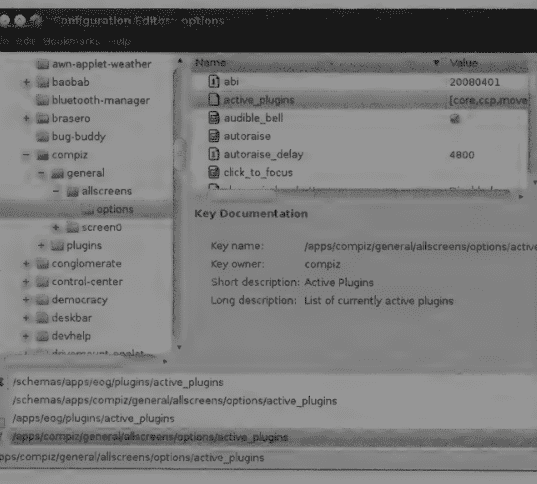 Configuration Editor - options
Edit Bookmarks Help
awn-applet-weather
baobab
bluetooth-manager
brasero
bug-buddy
compiz
general
allscreens
options
screen0
plugins
conglomerate
control-center
democracy
deskbar
devhelp
Name Value
abi 20080401
active_plugins [core,ccp,move
audible_bell
autoraise
autoraise_delay 4800
click_to_focus
Key Documentation
Key name: /apps/compiz/general/allscreens/options/active
Key owner: compiz
Short description: Active Plugins
Long description: List of currently active plugins
/schemas/apps/eog/plugins/active_plugins
/schemas/apps/compiz/general/allscreens/options/active_plugins
/apps/eog/plugins/active_plugins
/apps/compiz/general/allscreens/options/active_plugins
pps/compiz/general/allscreens/options/active_plugins